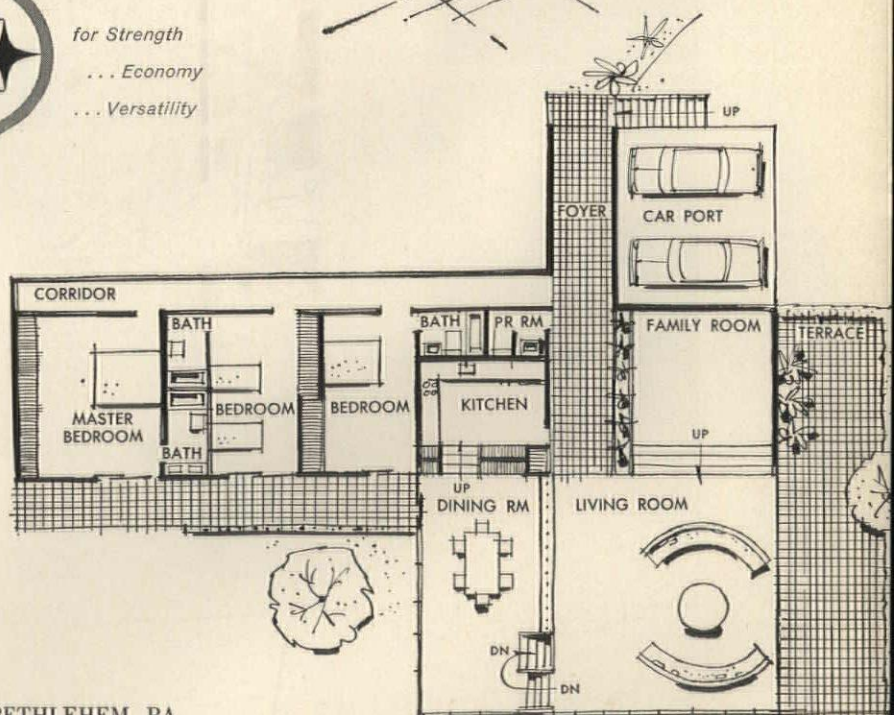 for Strength
... Economy
... Versatility
UP
FOYER
CAR PORT
CORRIDOR
BATH
BATH
PR RM
FAMILY ROOM
TERRACE
MASTER
BEDROOM
BEDROOM
BEDROOM
KITCHEN
BATH
UP
UP
DINING RM
LIVING ROOM
DN
DN